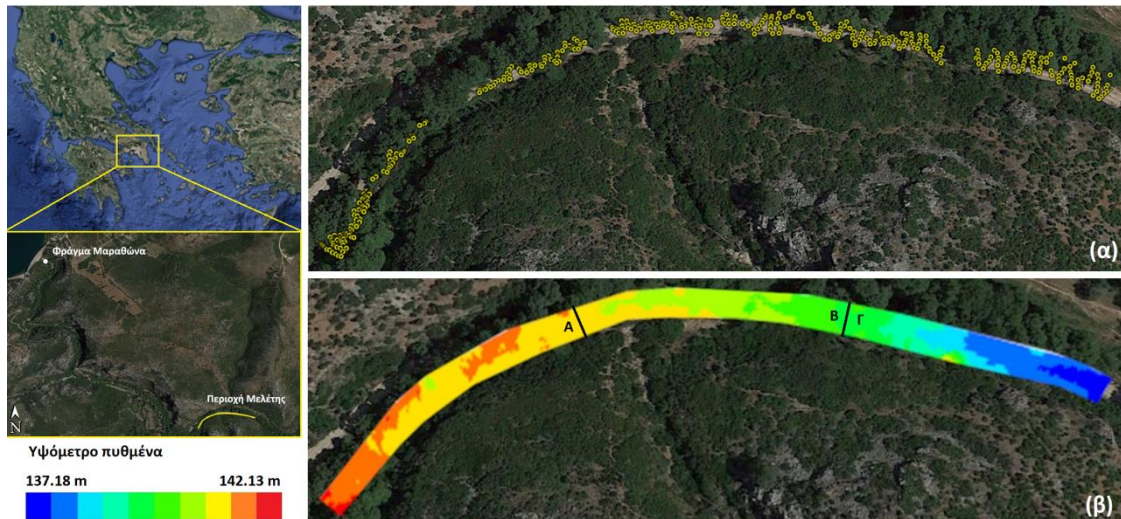 Φράγμα Μαραθώνα
Περιοχή Μελέτης
N
Υψόμετρο πυθμένα
137.18 m 142.13 m
(α)
Α
Β Γ
(β)